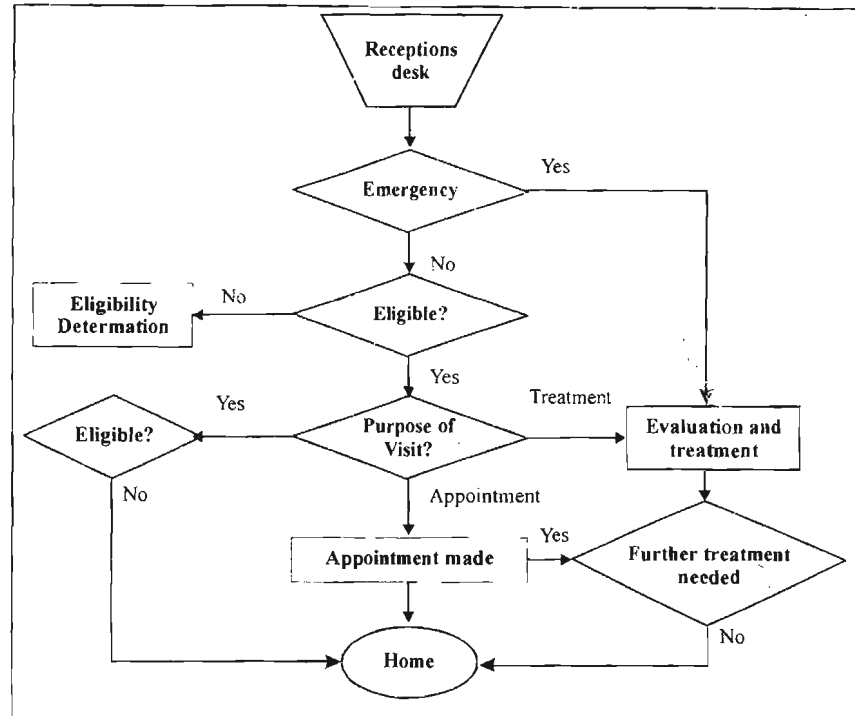 Receptions
desk
Yes
Emergency
No
No
Eligibility
Determation
Eligible?
Yes
Yes
Treatment
Eligible?
Purpose of
Visit?
Evaluation and
treatment
No
Appointment
Appointment made
Yes
Further treatment
needed
No
Home